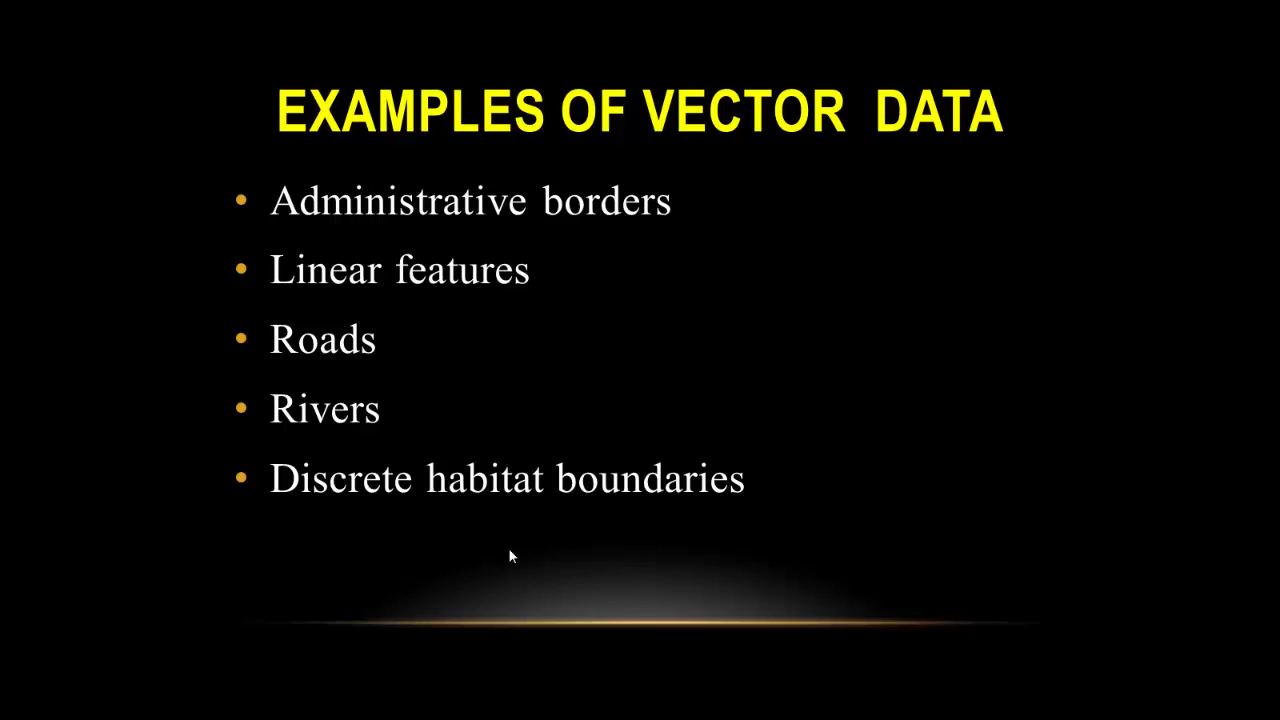 EXAMPLES OF VECTOR DATA
• Administrative borders
• Linear features
• Roads
• Rivers
• Discrete habitat boundaries